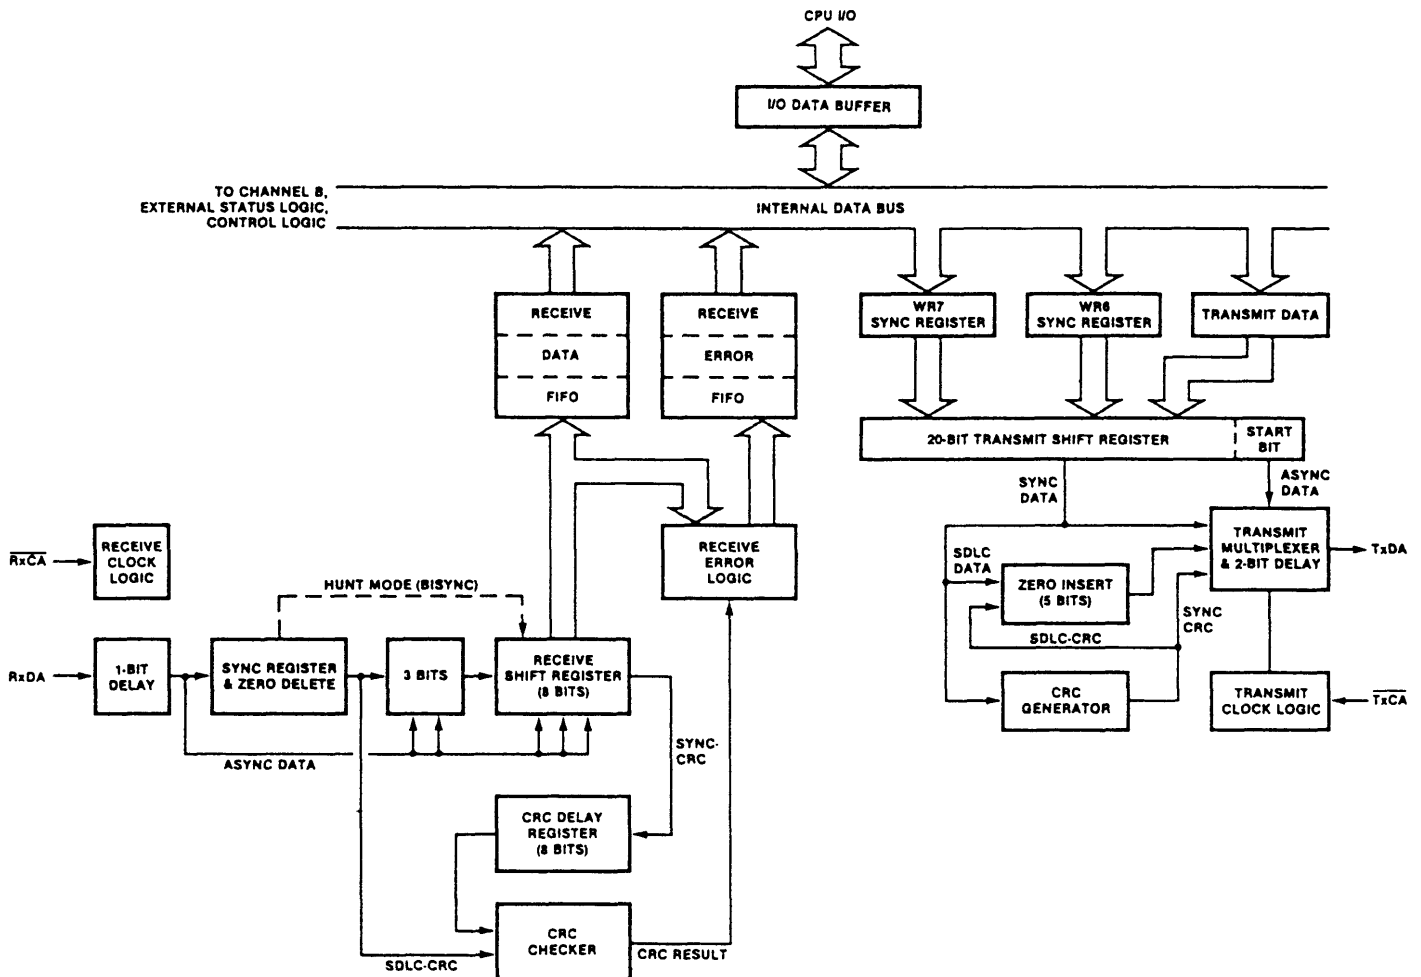 CPU I/O
I/O DATA BUFFER
TO CHANNEL B,
EXTERNAL STATUS LOGIC,
CONTROL LOGIC
INTERNAL DATA BUS
RECEIVE
DATA
FIFO
RECEIVE
ERROR
FIFO
WR7
SYNC REGISTER
WR6
SYNC REGISTER
TRANSMIT DATA
20-BIT TRANSMIT SHIFT REGISTER
START
BIT
SYNC
DATA
ASYNC
DATA
RxCA
RECEIVE
CLOCK
LOGIC
HUNT MODE (BISYNC)
RECEIVE
ERROR
LOGIC
SDLC
DATA
ZERO INSERT
(5 BITS)
TRANSMIT
MULTIPLEXER
& 2-BIT DELAY
TxDA
SDLC-CRC
SYNC
CRC
RxDA
1-BIT
DELAY
SYNC REGISTER
& ZERO DELETE
3 BITS
RECEIVE
SHIFT REGISTER
(8 BITS)
CRC
GENERATOR
TRANSMIT
CLOCK LOGIC
TxCA
ASYNC DATA
SYNC-
CRC
CRC DELAY
REGISTER
(8 BITS)
CRC
CHECKER
SDLC-CRC
CRC RESULT